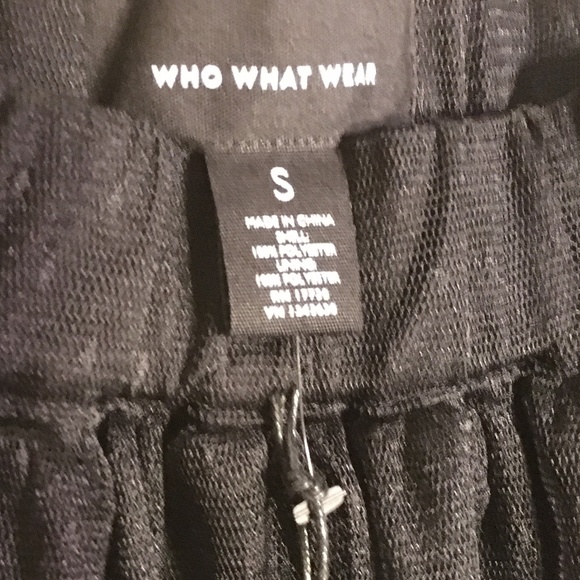 WHO WHAT WEAR
S
MADE IN CHINA
SHELL:
100% POLYESTER
LINING:
100% POLYESTER
RN 17730